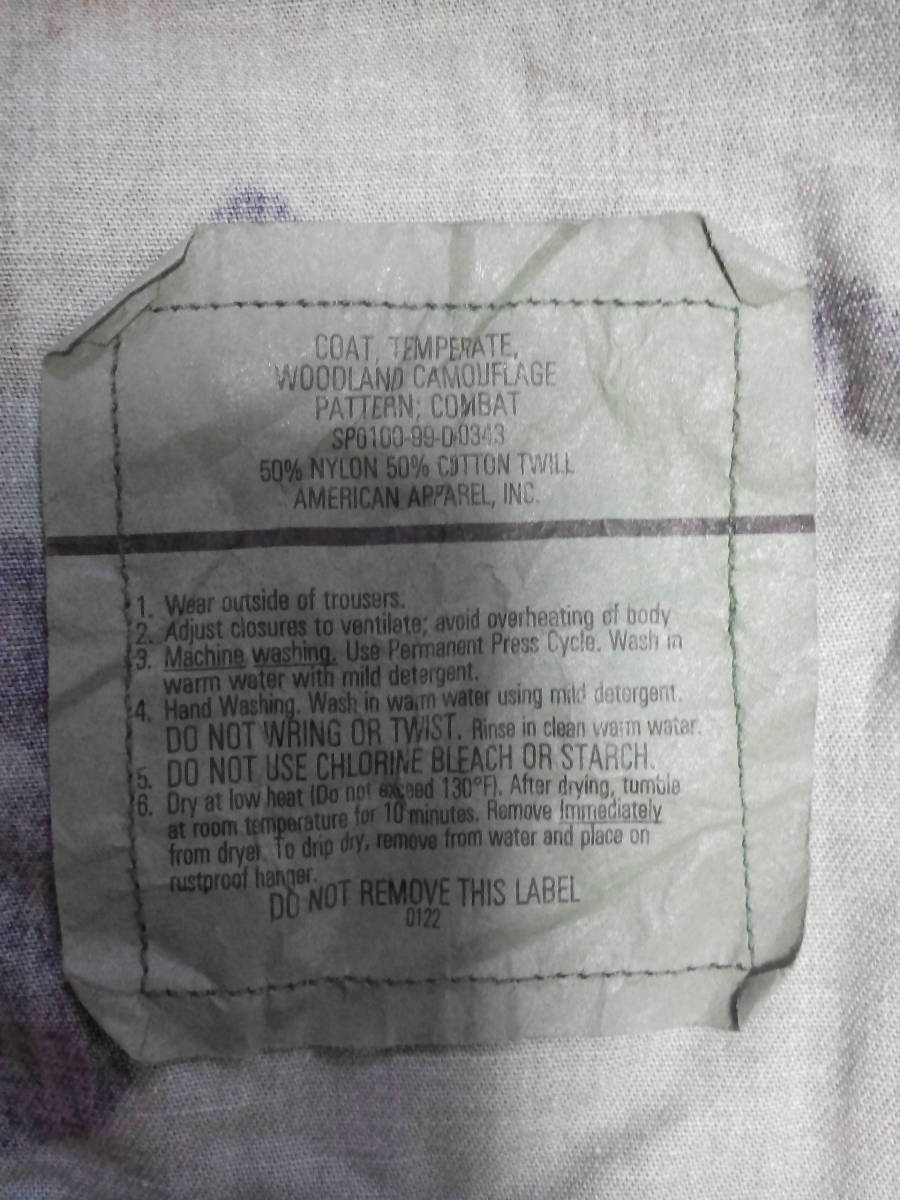 COAT, TEMPERATE,
WOODLAND CAMOUFLAGE
PATTERN; COMBAT
SP0100-99-D-0343
50% NYLON 50% COTTON TWILL
AMERICAN APPAREL, INC.
1. Wear outside of trousers.
2. Adjust closures to ventilate; avoid overheating of body
3. Machine washing. Use Permanent Press Cycle. Wash in
warm water with mild detergent.
4. Hand Washing. Wash in warm water using mild detergent.
DO NOT WRING OR TWIST. Rinse in clean warm water.
5. DO NOT USE CHLORINE BLEACH OR STARCH.
6. Dry at low heat (Do not exceed 130°F). After drying, tumble
at room temperature for 10 minutes. Remove Immediately
from dryer. To drip dry, remove from water and place on
rustproof hanger.
DO NOT REMOVE THIS LABEL
0122